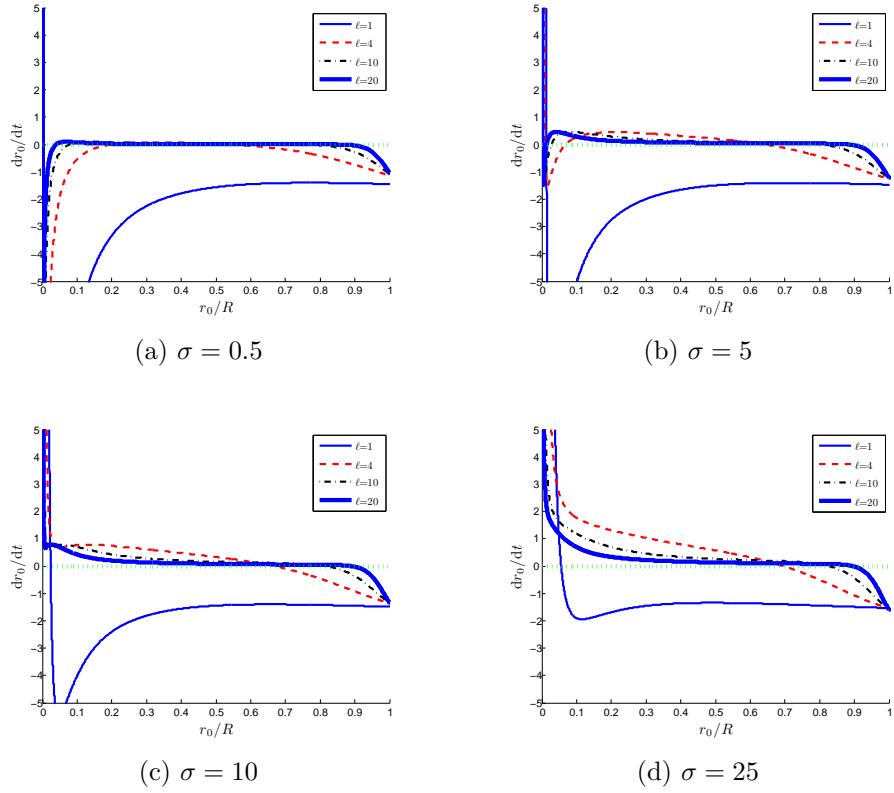 5
4
3
2
1
0
−1
−2
−3
−4
−5
dr₀/dt
0 0.1 0.2 0.3 0.4 0.5 0.6 0.7 0.8 0.9 1
r₀/R
ℓ=1
ℓ=4
ℓ=10
ℓ=20
(a) σ = 0.5
5
4
3
2
1
0
−1
−2
−3
−4
−5
dr₀/dt
0 0.1 0.2 0.3 0.4 0.5 0.6 0.7 0.8 0.9 1
r₀/R
ℓ=1
ℓ=4
ℓ=10
ℓ=20
(b) σ = 5
5
4
3
2
1
0
−1
−2
−3
−4
−5
dr₀/dt
0 0.1 0.2 0.3 0.4 0.5 0.6 0.7 0.8 0.9 1
r₀/R
ℓ=1
ℓ=4
ℓ=10
ℓ=20
(c) σ = 10
5
4
3
2
1
0
−1
−2
−3
−4
−5
dr₀/dt
0 0.1 0.2 0.3 0.4 0.5 0.6 0.7 0.8 0.9 1
r₀/R
ℓ=1
ℓ=4
ℓ=10
ℓ=20
(d) σ = 25